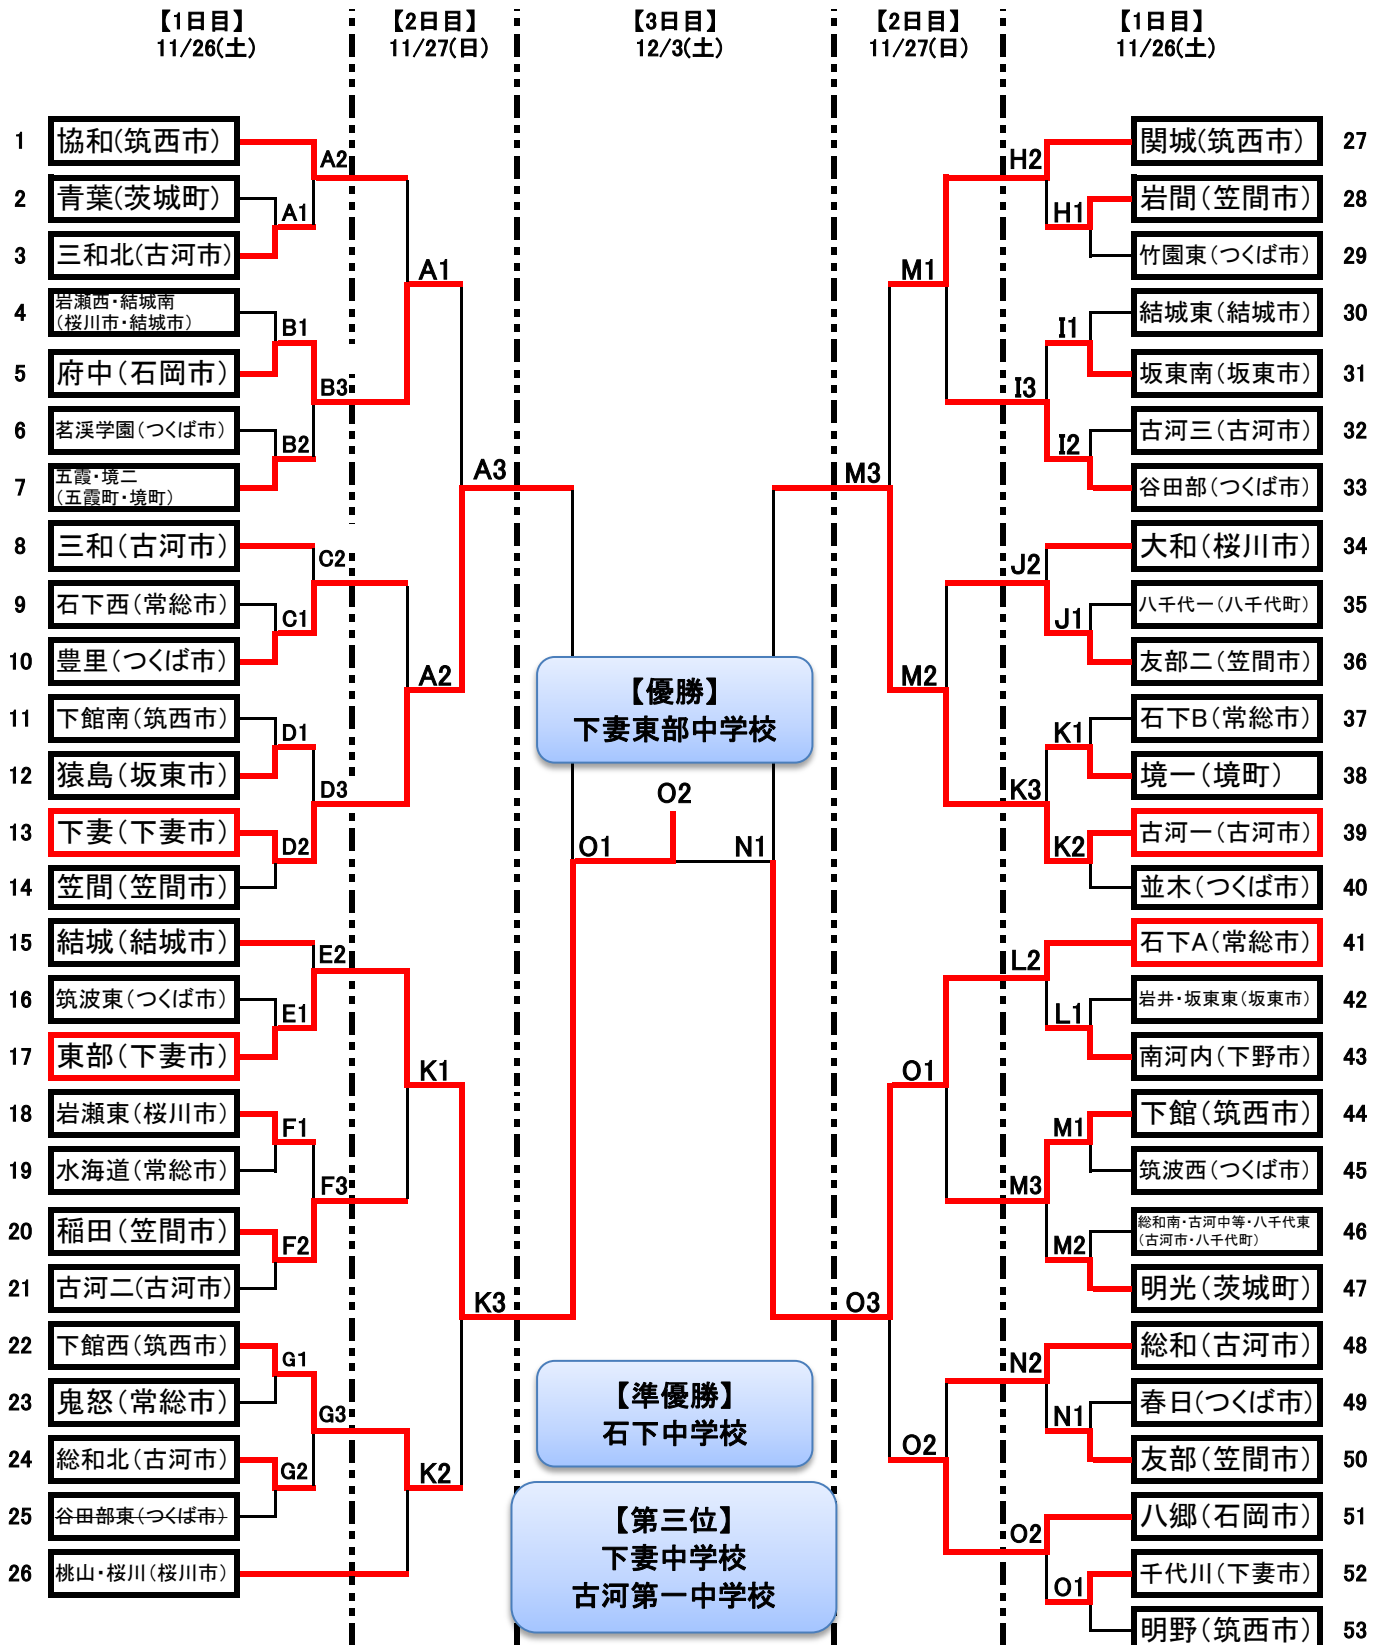 【1日目】
11/26(土)
【2日目】
11/27(日)
【3日目】
12/3(土)
【2日目】
11/27(日)
【1日目】
11/26(土)
1 協和(筑西市)
2 青葉(茨城町)
3 三和北(古河市)
4 岩瀬西・結城南
(桜川市・結城市)
5 府中(石岡市)
6 茗渓学園(つくば市)
7 五霞・境二
(五霞町・境町)
8 三和(古河市)
9 石下西(常総市)
10 豊里(つくば市)
11 下館南(筑西市)
12 猿島(坂東市)
13 下妻(下妻市)
14 笠間(笠間市)
15 結城(結城市)
16 筑波東(つくば市)
17 東部(下妻市)
18 岩瀬東(桜川市)
19 水海道(常総市)
20 稲田(笠間市)
21 古河二(古河市)
22 下館西(筑西市)
23 鬼怒(常総市)
24 総和北(古河市)
25 谷田部東(つくば市)
26 桃山・桜川(桜川市)
A2
A1
B1
B3
B2
C2
C1
D1
D3
D2
E2
E1
F1
F3
F2
G1
G3
G2
A1
A2
K1
K2
A3
K3
【優勝】
下妻東部中学校
O2
O1
N1
【準優勝】
石下中学校
【第三位】
下妻中学校
古河第一中学校
M3
O3
M1
M2
O1
O2
H2
H1
I1
I3
I2
J2
J1
K1
K3
K2
L2
L1
M1
M3
M2
N2
N1
O2
O1
関城(筑西市) 27
岩間(笠間市) 28
竹園東(つくば市) 29
結城東(結城市) 30
坂東南(坂東市) 31
古河三(古河市) 32
谷田部(つくば市) 33
大和(桜川市) 34
八千代一(八千代町) 35
友部二(笠間市) 36
石下B(常総市) 37
境一(境町) 38
古河一(古河市) 39
並木(つくば市) 40
石下A(常総市) 41
岩井・坂東東(坂東市) 42
南河内(下野市) 43
下館(筑西市) 44
筑波西(つくば市) 45
総和南・古河中等・八千代東
(古河市・八千代町) 46
明光(茨城町) 47
総和(古河市) 48
春日(つくば市) 49
友部(笠間市) 50
八郷(石岡市) 51
千代川(下妻市) 52
明野(筑西市) 53